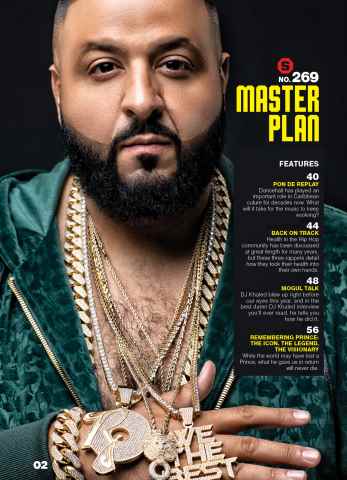 S
NO. 269
MASTER
PLAN
FEATURES
40
PON DE REPLAY
Dancehall has played an
important role in Caribbean
culture for decades now. What
will it take for the music to keep
working?
44
BACK ON TRACK
Health in the Hip Hop
community has been discussed
at great length for many years,
but these three rappers detail
how they took their health into
their own hands.
48
MOGUL TALK
DJ Khaled blew up right before
our eyes this year, and in the
best damn DJ Khaled interview
you'll ever read, he tells you
how he did it.
56
REMEMBERING PRINCE:
THE ICON, THE LEGEND,
THE VISIONARY
While the world may have lost a
Prince, what he gave us in return
will never die.
WE
THE
BEST
02